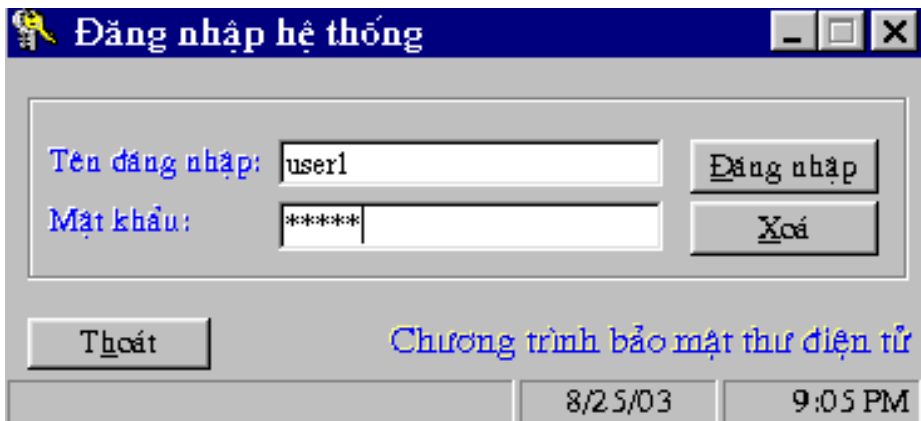 Đăng nhập hệ thống
Tên đăng nhập: user1 Đăng nhập
Mật khẩu: ***** Xoá
Thoát Chương trình bảo mật thư điện tử
8/25/03 9:05 PM